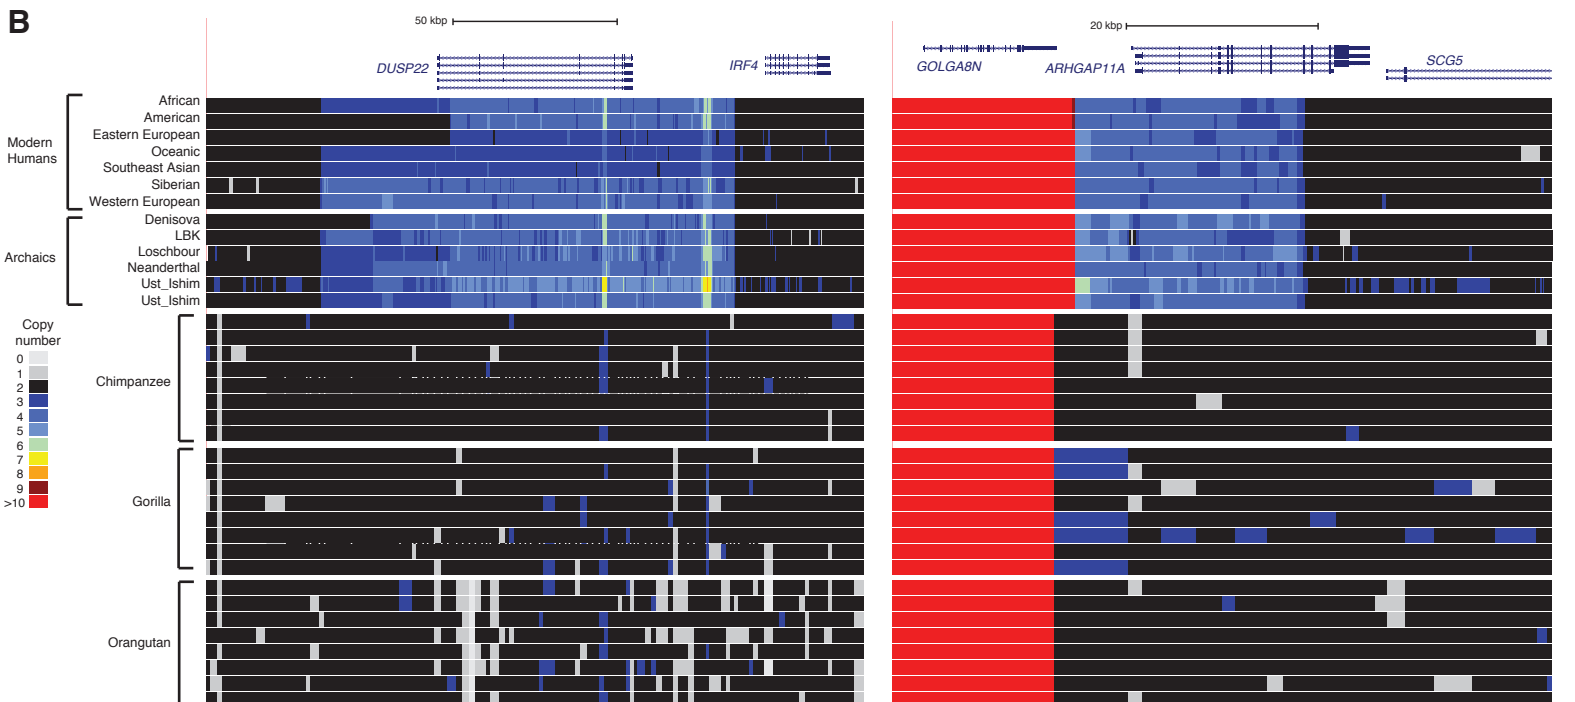 B
50 kbp
20 kbp
DUSP22
IRF4
GOLGA8N
ARHGAP11A
SCG5
Modern
Humans
African
American
Eastern European
Oceanic
Southeast Asian
Siberian
Western European
Archaics
Denisova
LBK
Loschbour
Neanderthal
Ust_Ishim
Ust_Ishim
Copy
number
0
1
2
3
4
5
6
7
8
9
>10
Chimpanzee
Gorilla
Orangutan